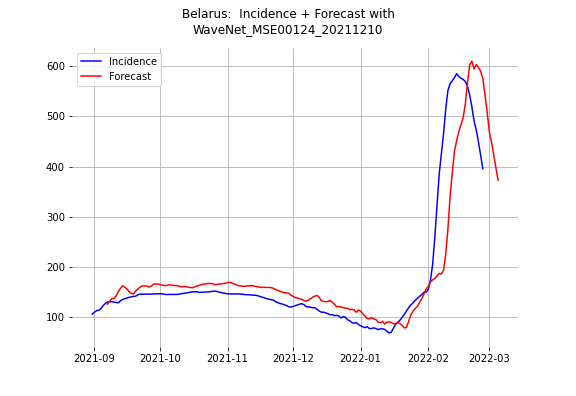 Belarus:  Incidence + Forecast with
WaveNet_MSE00124_20211210
Incidence
Forecast
600
500
400
300
200
100
2021-09 2021-10 2021-11 2021-12 2022-01 2022-02 2022-03